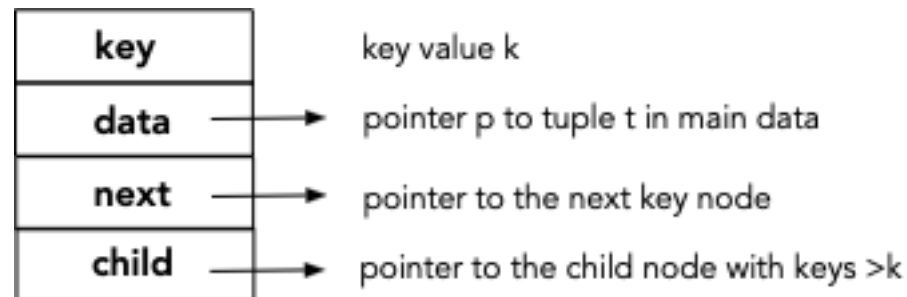 key key value k
data pointer p to tuple t in main data
next pointer to the next key node
child pointer to the child node with keys >k